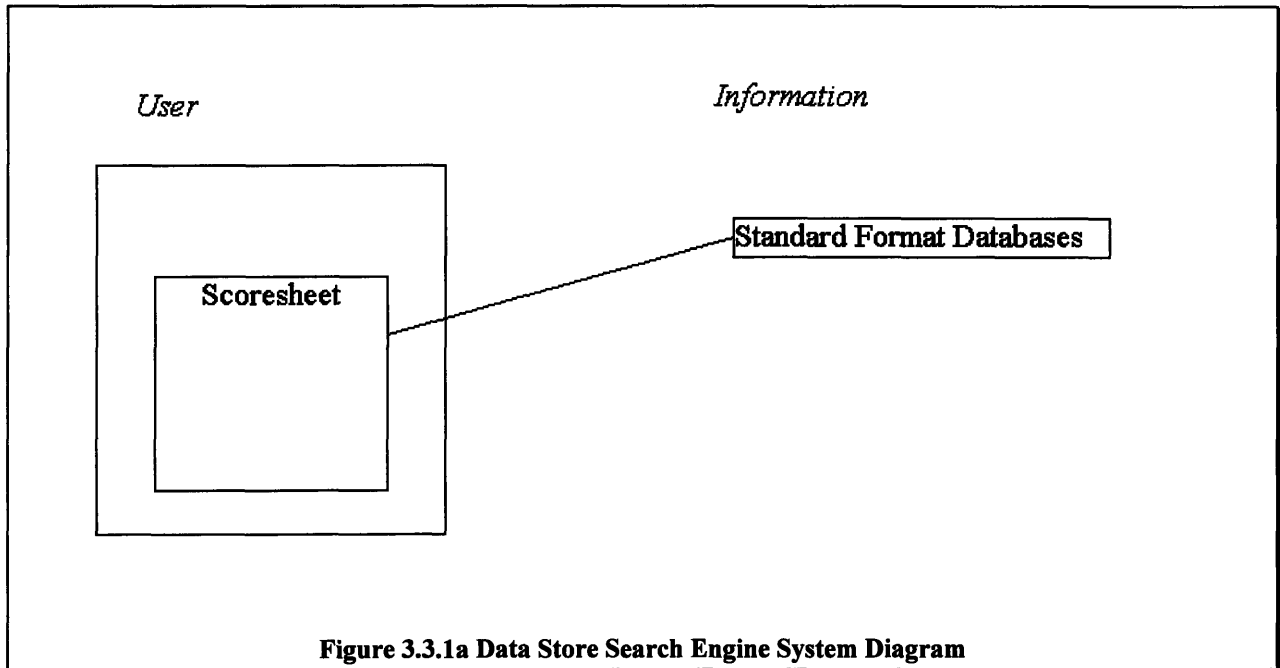 User
Information
Standard Format Databases
Scoresheet
Figure 3.3.1a Data Store Search Engine System Diagram